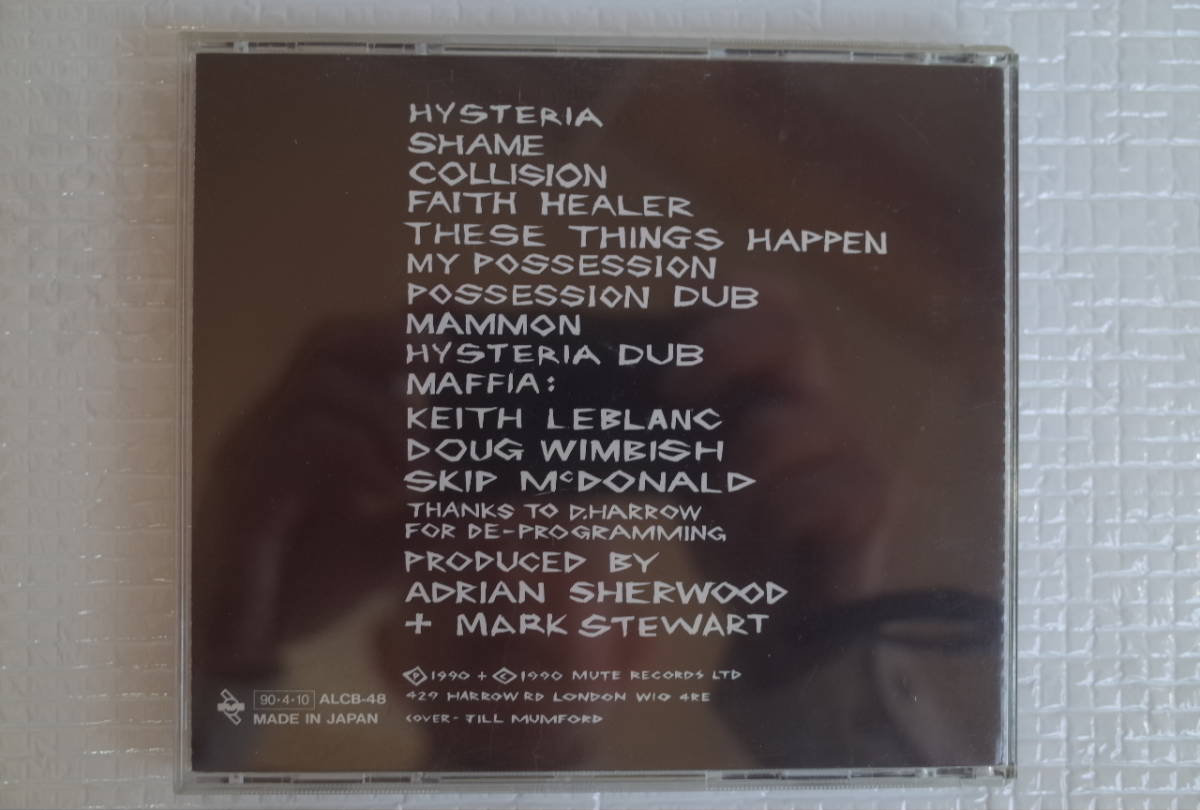 HYSTERIA
SHAME
COLLISION
FAITH HEALER
THESE THINGS HAPPEN
MY POSSESSION
POSSESSION DUB
MAMMON
HYSTERIA DUB
MAFFIA:
KEITH LEBLANC
DOUG WIMBISH
SKIP McDONALD
THANKS TO D.HARROW
FOR DE-PROGRAMMING
PRODUCED BY
ADRIAN SHERWOOD
+ MARK STEWART
Ⓟ1990 + ©1990 MUTE RECORDS LTD
429 HARROW RD LONDON W10 4RE
COVER- JILL MUMFORD
90・4・10 ALCB-48
MADE IN JAPAN